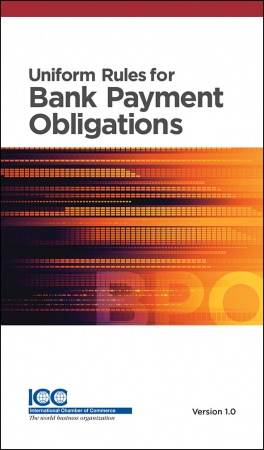 Uniform Rules for
Bank Payment
Obligations
BPO
ICC
International Chamber of Commerce
The world business organization
Version 1.0